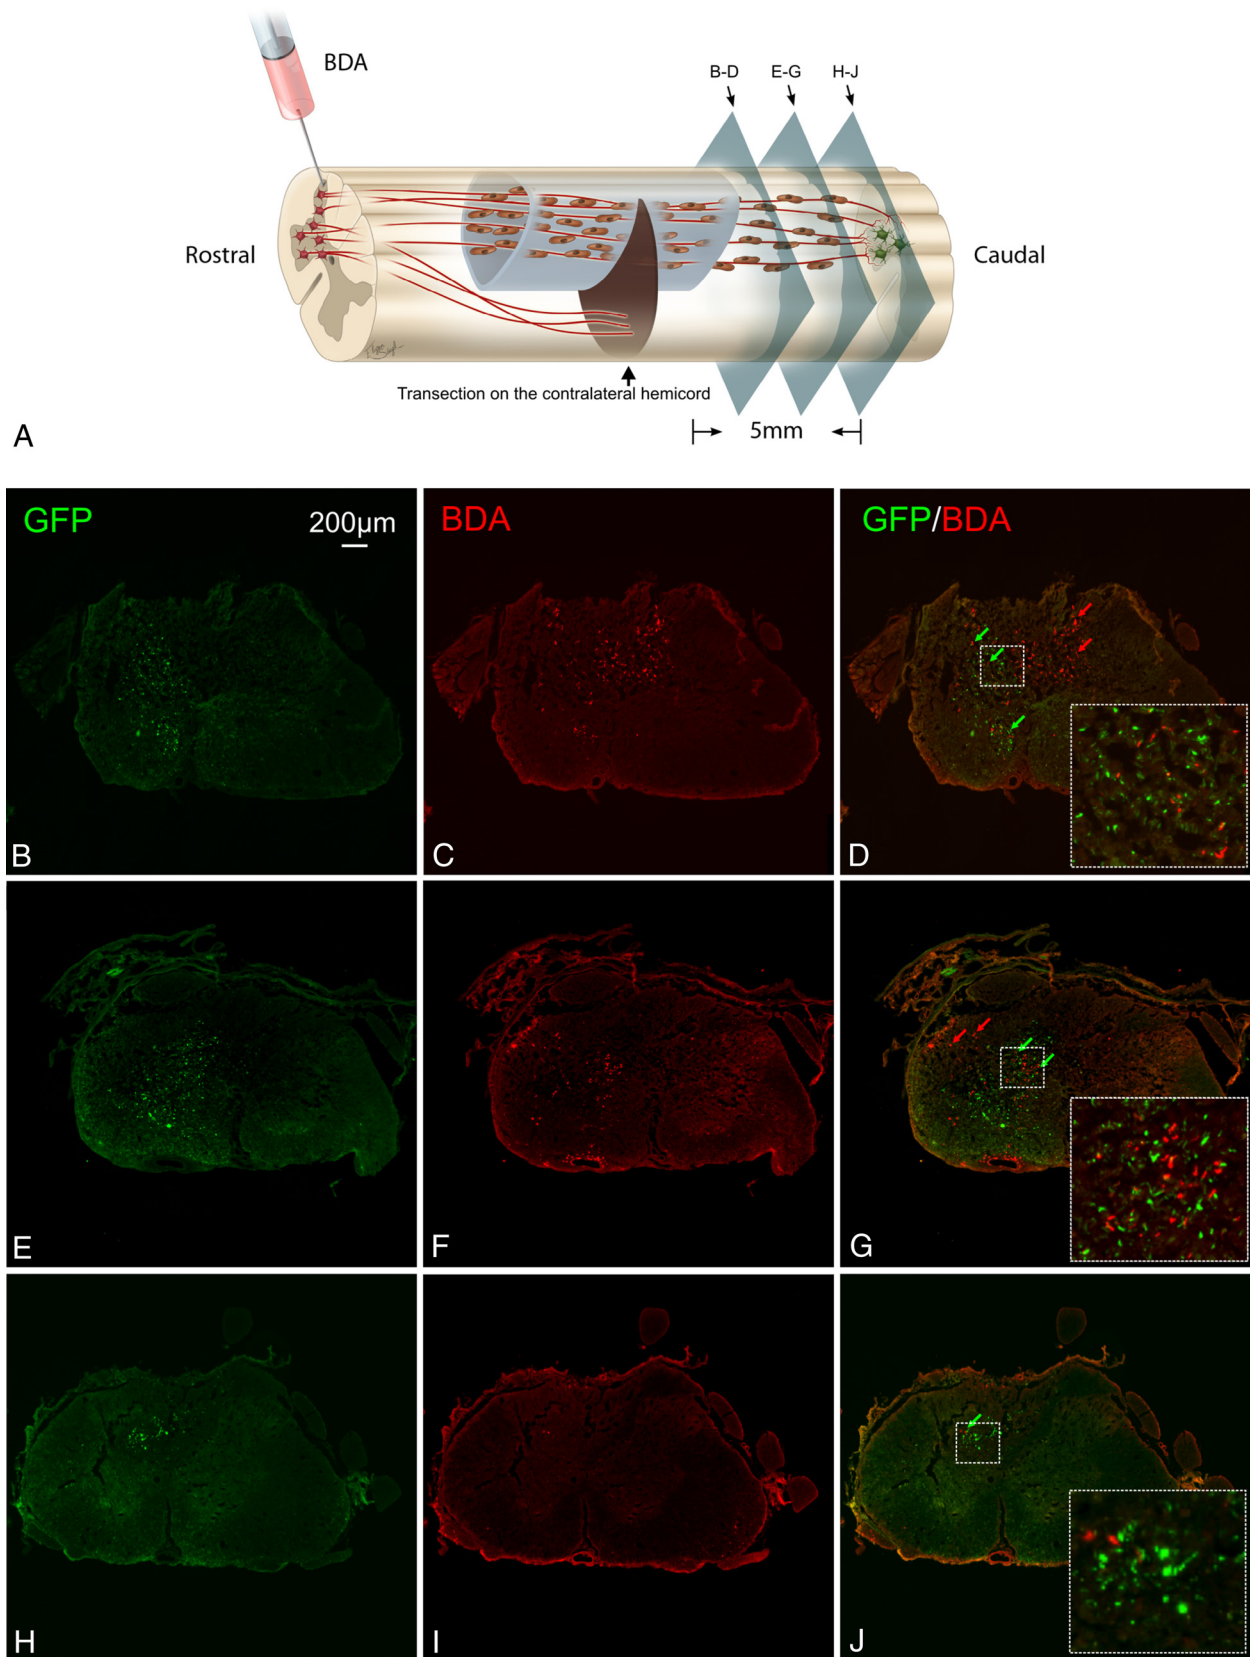 BDA
B-D E-G H-J
Rostral
Caudal
Transection on the contralateral hemicord
5mm
A
GFP 200µm
BDA
GFP/BDA
B
C
D
E
F
G
H
I
J